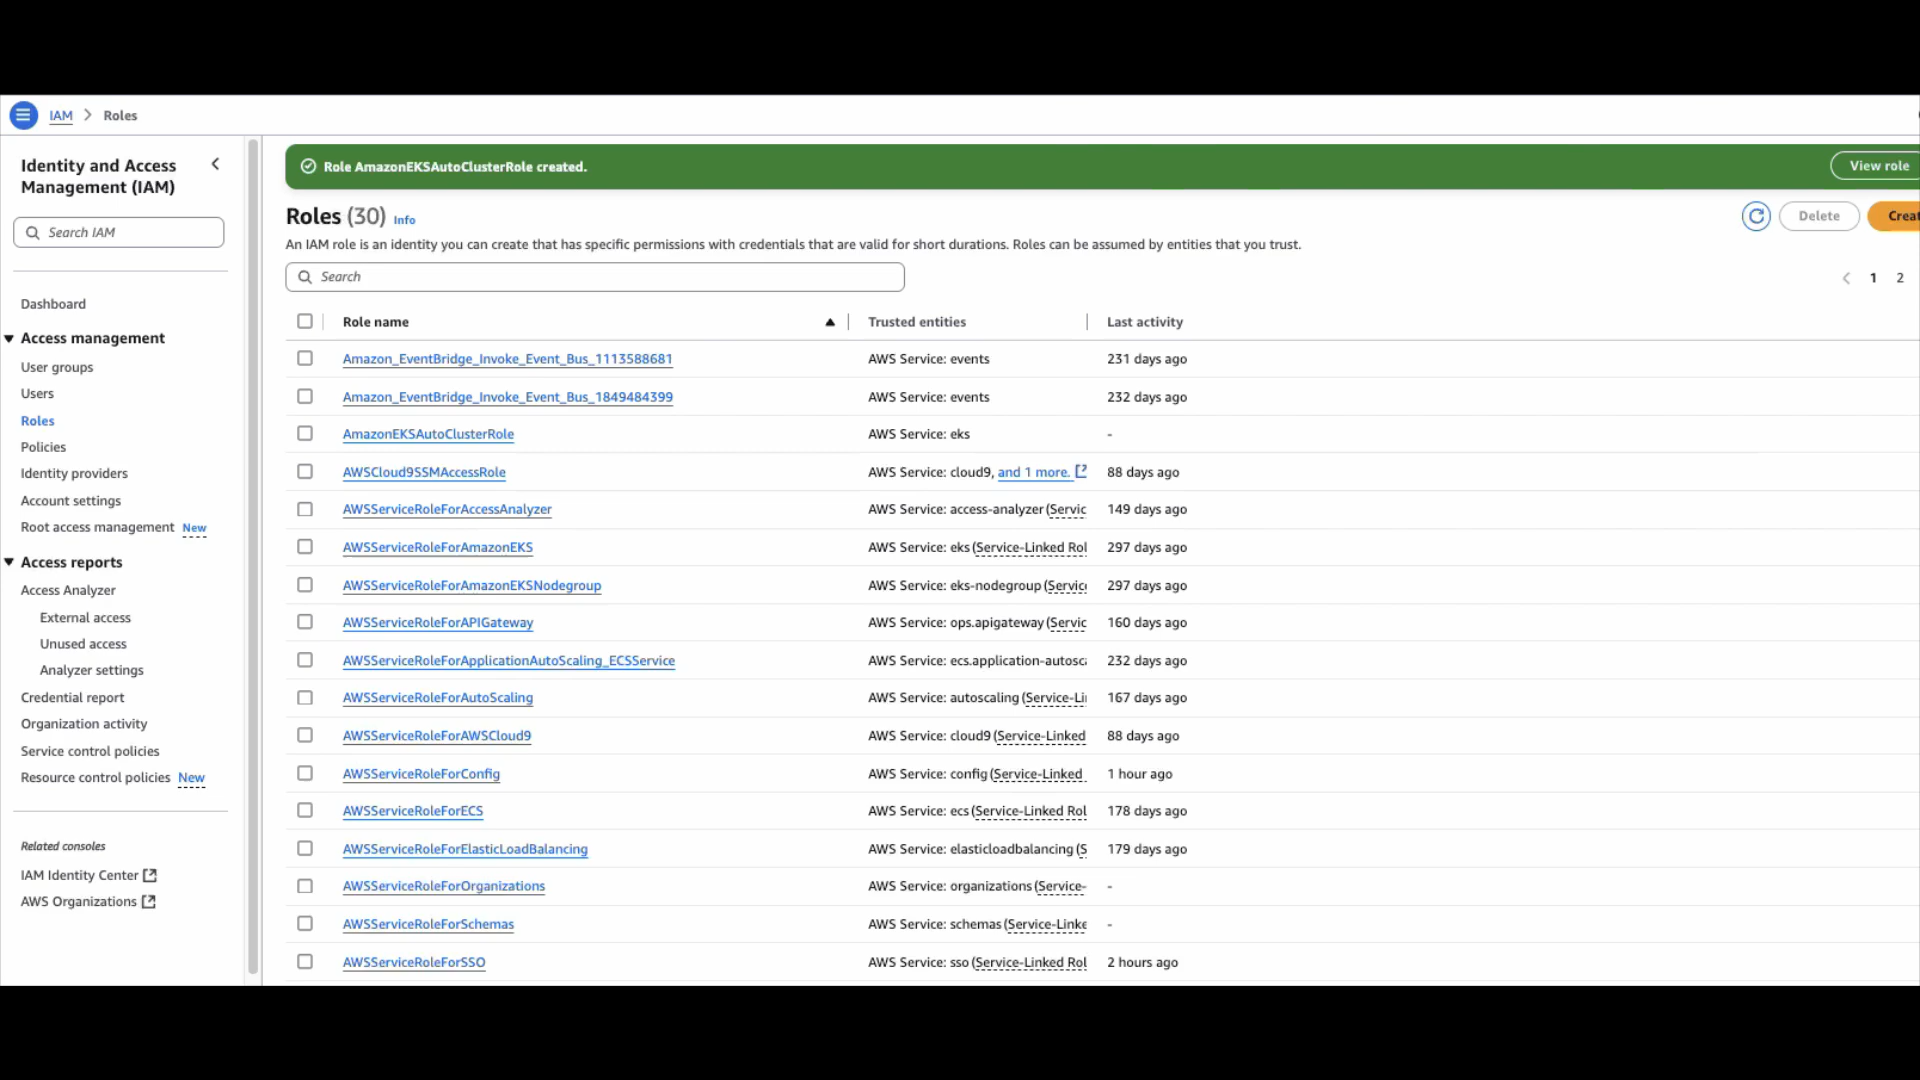 IAM > Roles
Identity and Access
Management (IAM)
Search IAM
Dashboard
Access management
User groups
Users
Roles
Policies
Identity providers
Account settings
Root access management New
Access reports
Access Analyzer
External access
Unused access
Analyzer settings
Credential report
Organization activity
Service control policies
Resource control policies New
Related consoles
IAM Identity Center
AWS Organizations
Role AmazonEKSAutoClusterRole created.
View role
Roles (30) Info
Delete
Creat
An IAM role is an identity you can create that has specific permissions with credentials that are valid for short durations. Roles can be assumed by entities that you trust.
Search
1 2
Role name Trusted entities Last activity
Amazon_EventBridge_Invoke_Event_Bus_1113588681 AWS Service: events 231 days ago
Amazon_EventBridge_Invoke_Event_Bus_1849484399 AWS Service: events 232 days ago
AmazonEKSAutoClusterRole AWS Service: eks -
AWSCloud9SSMAccessRole AWS Service: cloud9, and 1 more. 88 days ago
AWSServiceRoleForAccessAnalyzer AWS Service: access-analyzer (Servic 149 days ago
AWSServiceRoleForAmazonEKS AWS Service: eks (Service-Linked Rol 297 days ago
AWSServiceRoleForAmazonEKSNodegroup AWS Service: eks-nodegroup (Servic 297 days ago
AWSServiceRoleForAPIGateway AWS Service: ops.apigateway (Servic 160 days ago
AWSServiceRoleForApplicationAutoScaling_ECSService AWS Service: ecs.application-autosc 232 days ago
AWSServiceRoleForAutoScaling AWS Service: autoscaling (Service-Li 167 days ago
AWSServiceRoleForAWSCloud9 AWS Service: cloud9 (Service-Linked 88 days ago
AWSServiceRoleForConfig AWS Service: config (Service-Linked 1 hour ago
AWSServiceRoleForECS AWS Service: ecs (Service-Linked Rol 178 days ago
AWSServiceRoleForElasticLoadBalancing AWS Service: elasticloadbalancing (S 179 days ago
AWSServiceRoleForOrganizations AWS Service: organizations (Service- -
AWSServiceRoleForSchemas AWS Service: schemas (Service-Linke -
AWSServiceRoleForSSO AWS Service: sso (Service-Linked Rol 2 hours ago